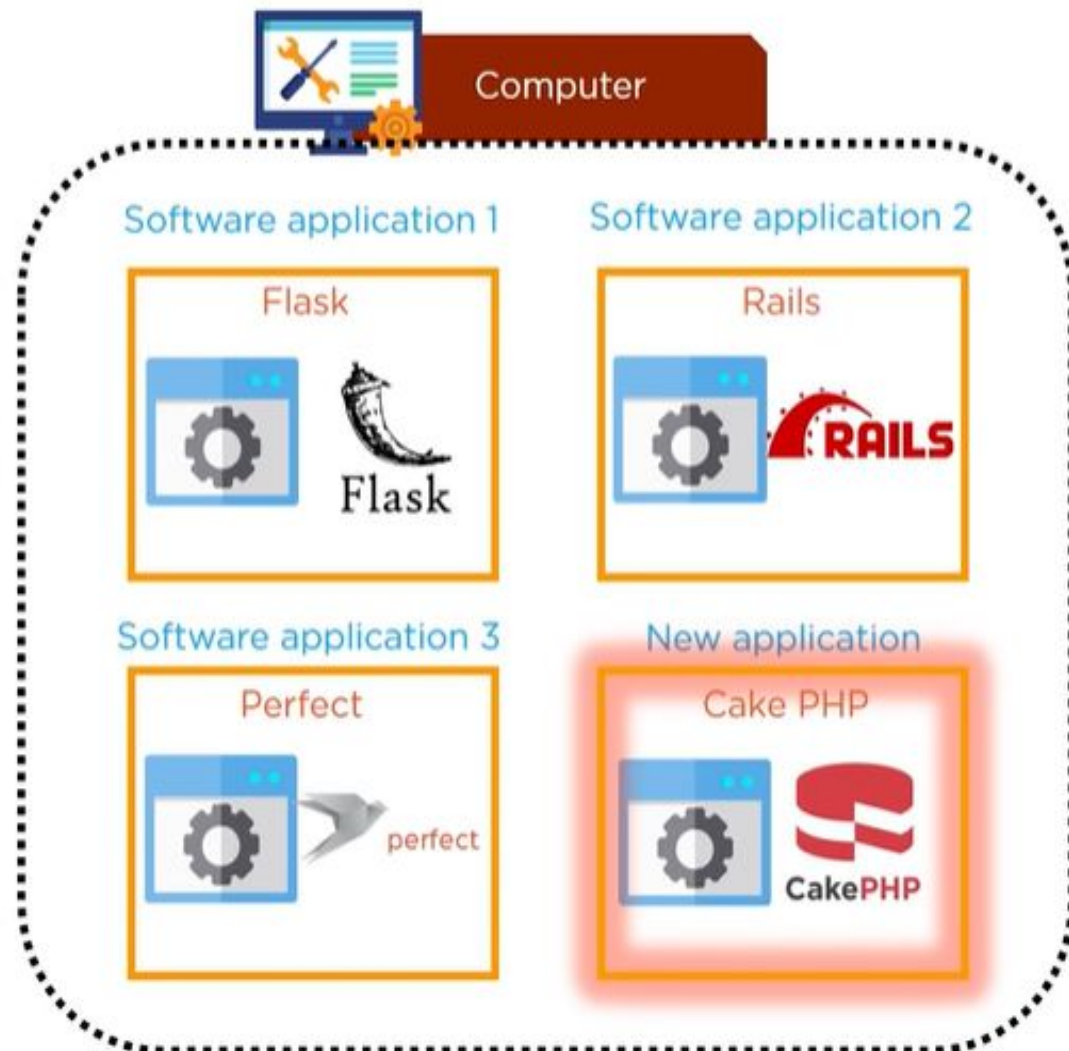 Computer
Software application 1
Software application 2
Flask
Rails
Flask
RAILS
Software application 3
New application
Perfect
Cake PHP
perfect
CakePHP